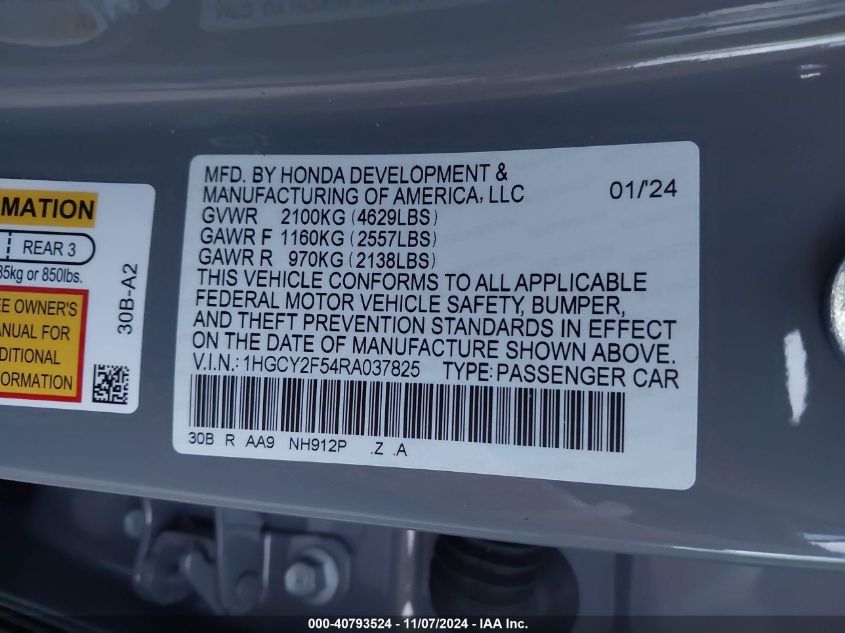 MFD. BY HONDA DEVELOPMENT &
MANUFACTURING OF AMERICA, LLC 01/'24
GVWR 2100KG (4629LBS)
GAWR F 1160KG (2557LBS)
GAWR R 970KG (2138LBS)
THIS VEHICLE CONFORMS TO ALL APPLICABLE
FEDERAL MOTOR VEHICLE SAFETY, BUMPER,
AND THEFT PREVENTION STANDARDS IN EFFECT
ON THE DATE OF MANUFACTURE SHOWN ABOVE.
V.I.N.: 1HGCY2F54RA037825 TYPE: PASSENGER CAR
30B R AA9 NH912P .Z .A
MATION
REAR 3
85kg or 850lbs.
EE OWNER'S
ANUAL FOR
DITIONAL
FORMATION
30B-A2
000-40793524 - 11/07/2024 - IAAI Inc.